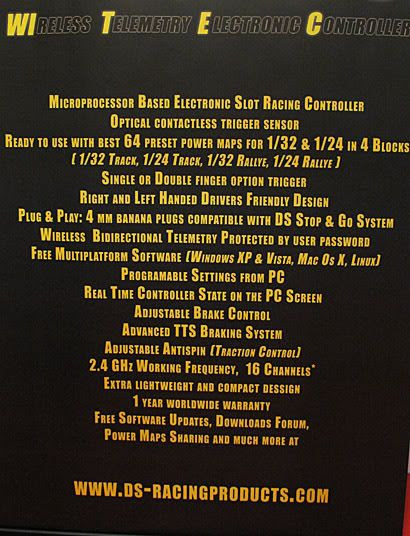 WIRELESS TELEMETRY ELECTRONIC CONTROLLER
MICROPROCESSOR BASED ELECTRONIC SLOT RACING CONTROLLER
OPTICAL CONTACTLESS TRIGGER SENSOR
READY TO USE WITH BEST 64 PRESET POWER MAPS FOR 1/32 & 1/24 IN 4 BLOCKS
( 1/32 TRACK, 1/24 TRACK, 1/32 RALLYE, 1/24 RALLYE )
SINGLE OR DOUBLE FINGER OPTION TRIGGER
RIGHT AND LEFT HANDED DRIVERS FRIENDLY DESIGN
PLUG & PLAY: 4 MM BANANA PLUGS COMPATIBLE WITH DS STOP & GO SYSTEM
WIRELESS BIDIRECTIONAL TELEMETRY PROTECTED BY USER PASSWORD
FREE MULTIPLATFORM SOFTWARE (WINDOWS XP & VISTA, MAC OS X, LINUX)
PROGRAMABLE SETTINGS FROM PC
REAL TIME CONTROLLER STATE ON THE PC SCREEN
ADJUSTABLE BRAKE CONTROL
ADVANCED TTS BRAKING SYSTEM
ADJUSTABLE ANTISPIN (TRACTION CONTROL)
2.4 GHZ WORKING FREQUENCY, 16 CHANNELS*
EXTRA LIGHTWEIGHT AND COMPACT DESSIGN
1 YEAR WORLDWIDE WARRANTY
FREE SOFTWARE UPDATES, DOWNLOADS FORUM,
POWER MAPS SHARING AND MUCH MORE AT
WWW.DS-RACINGPRODUCTS.COM